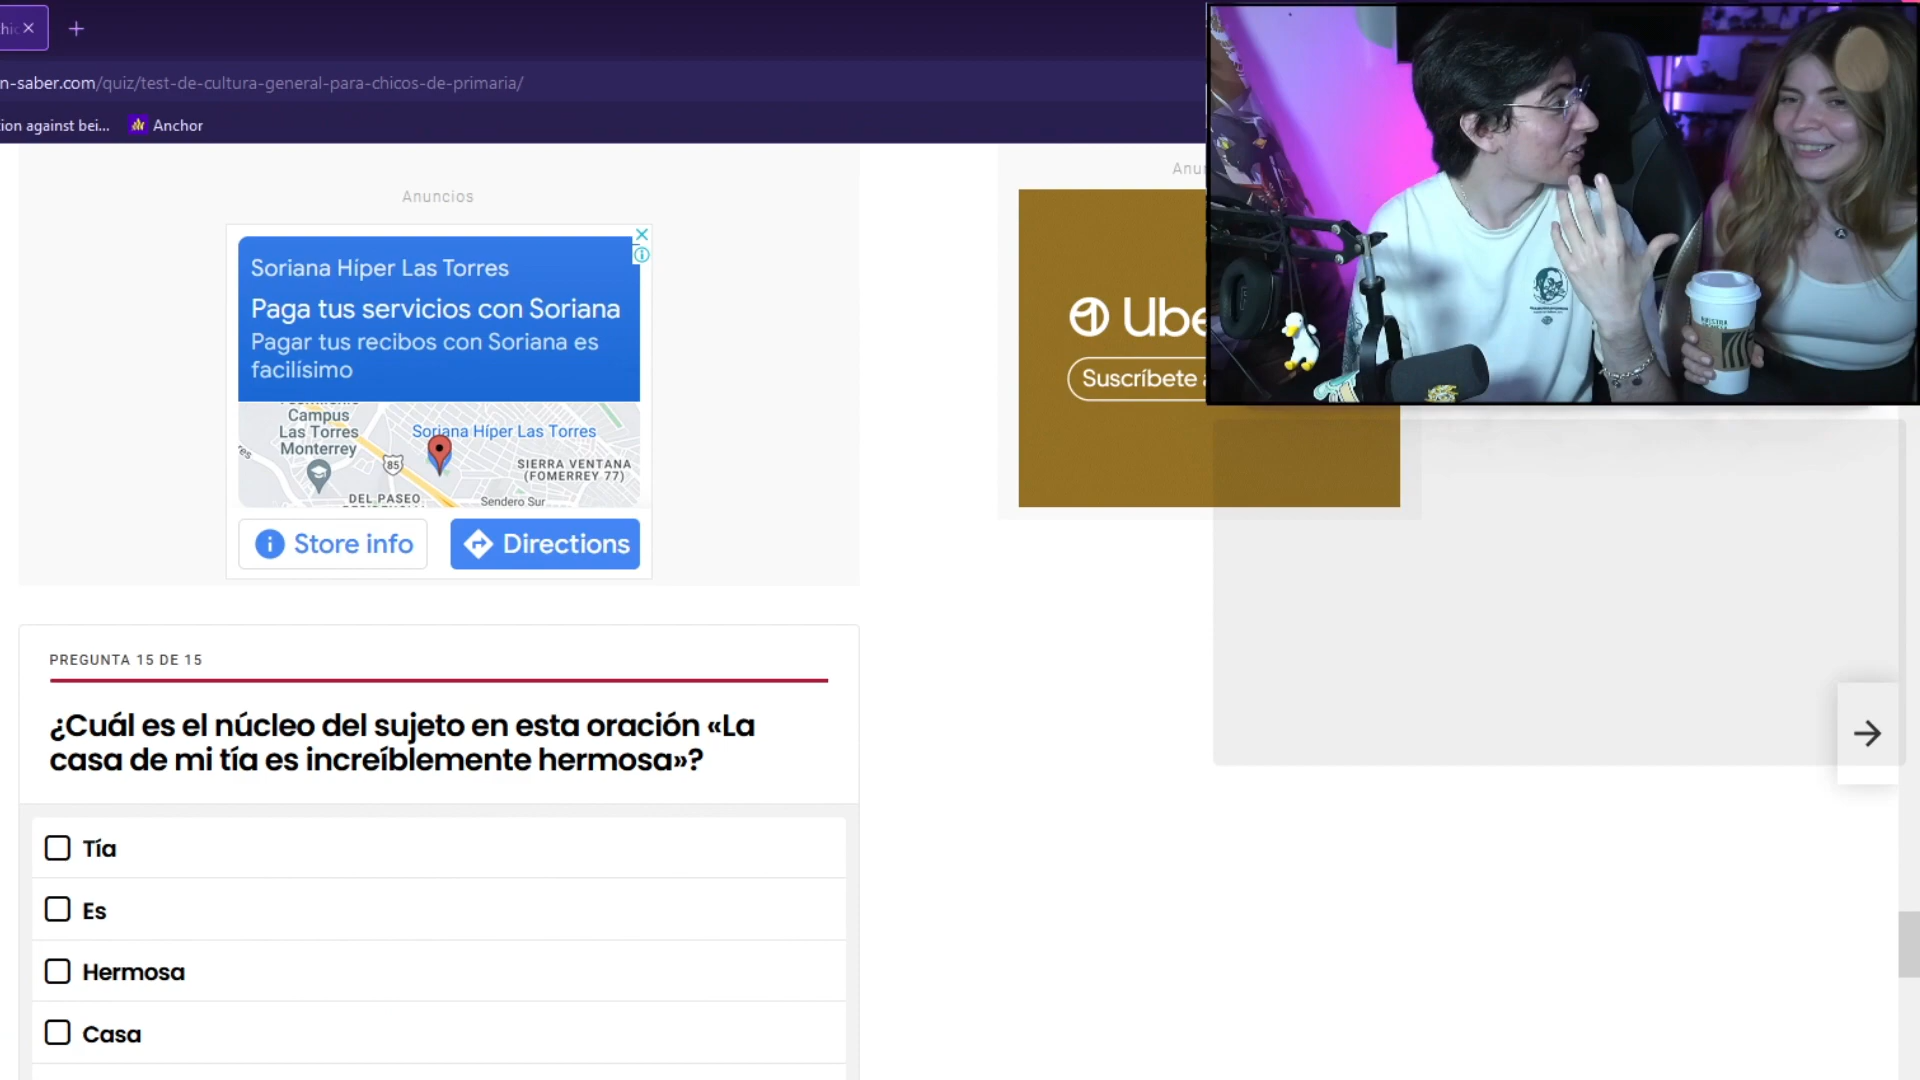 n-saber.com/quiz/test-de-cultura-general-para-chicos-de-primaria/
ion against bei...
Anchor
Anuncios
Soriana Híper Las Torres
Paga tus servicios con Soriana
Pagar tus recibos con Soriana es
facilísimo
Campus
Las Torres
Monterrey
Soriana Híper Las Torres
85
SIERRA VENTANA
(FOMERREY 77)
DEL PASEO
Sendero Sur
Store info
Directions
Ube
Suscríbete
PREGUNTA 15 DE 15
¿Cuál es el núcleo del sujeto en esta oración «La
casa de mi tía es increíblemente hermosa»?
Tía
Es
Hermosa
Casa